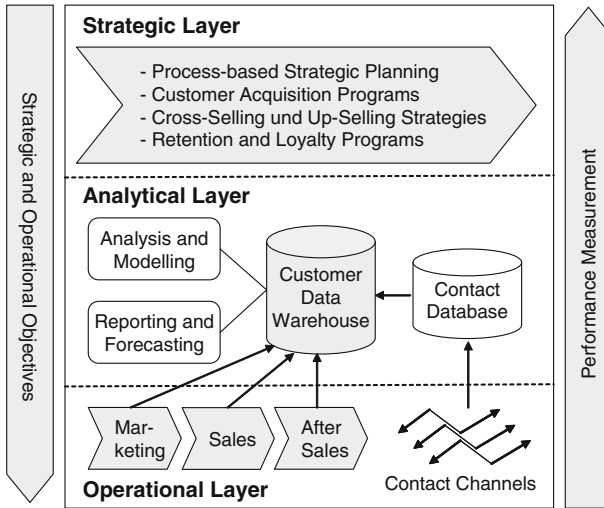 Strategic Layer
- Process-based Strategic Planning
- Customer Acquisition Programs
- Cross-Selling und Up-Selling Strategies
- Retention and Loyalty Programs
Strategic and Operational Objectives
Performance Measurement
Analytical Layer
Analysis and
Modelling
Reporting and
Forecasting
Customer
Data
Warehouse
Contact
Database
Mar-
keting
Sales
After
Sales
Contact Channels
Operational Layer